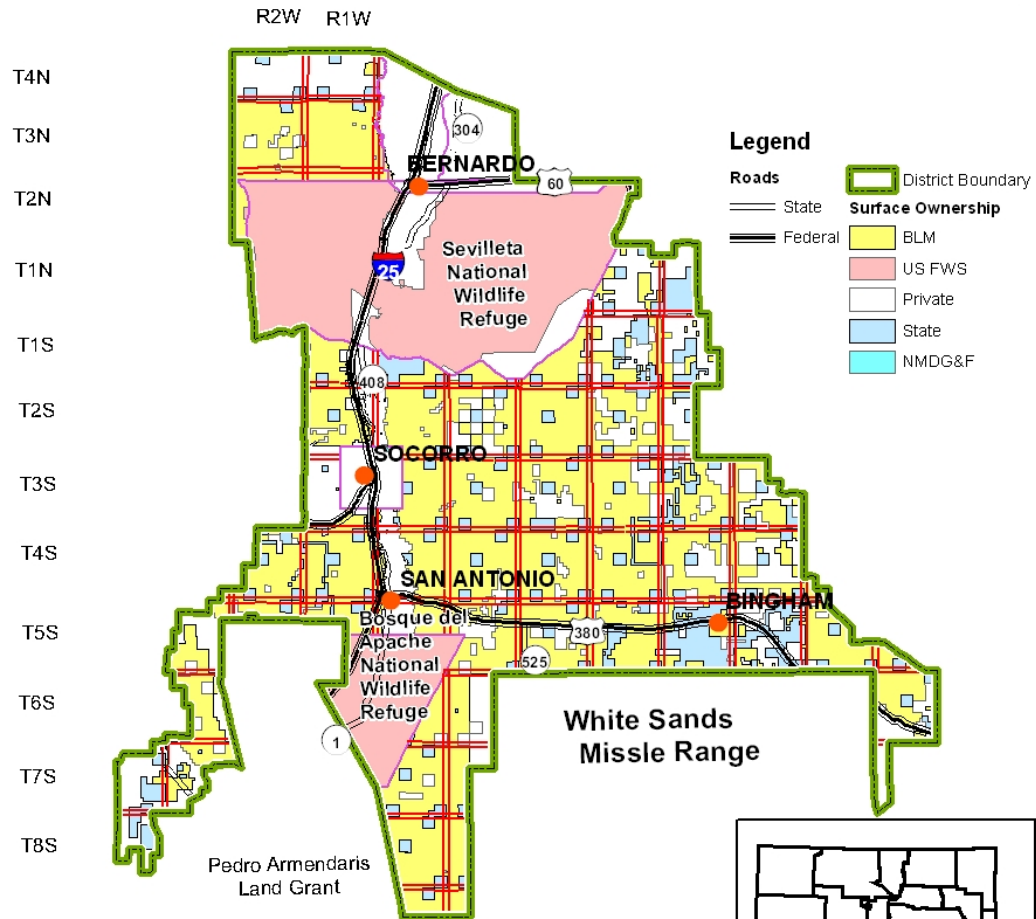 R2W R1W
T4N
T3N
T2N
T1N
T1S
T2S
T3S
T4S
T5S
T6S
T7S
T8S
304
BERNARDO
60
25
Sevilleta
National
Wildlife
Refuge
408
SOCORRO
SAN ANTONIO
BINGHAM
Bosque del
Apache
National
Wildlife
Refuge
380
525
1
White Sands
Missle Range
Pedro Armendaris
Land Grant
Legend
Roads
State
Federal
District Boundary
Surface Ownership
BLM
US FWS
Private
State
NMDG&F